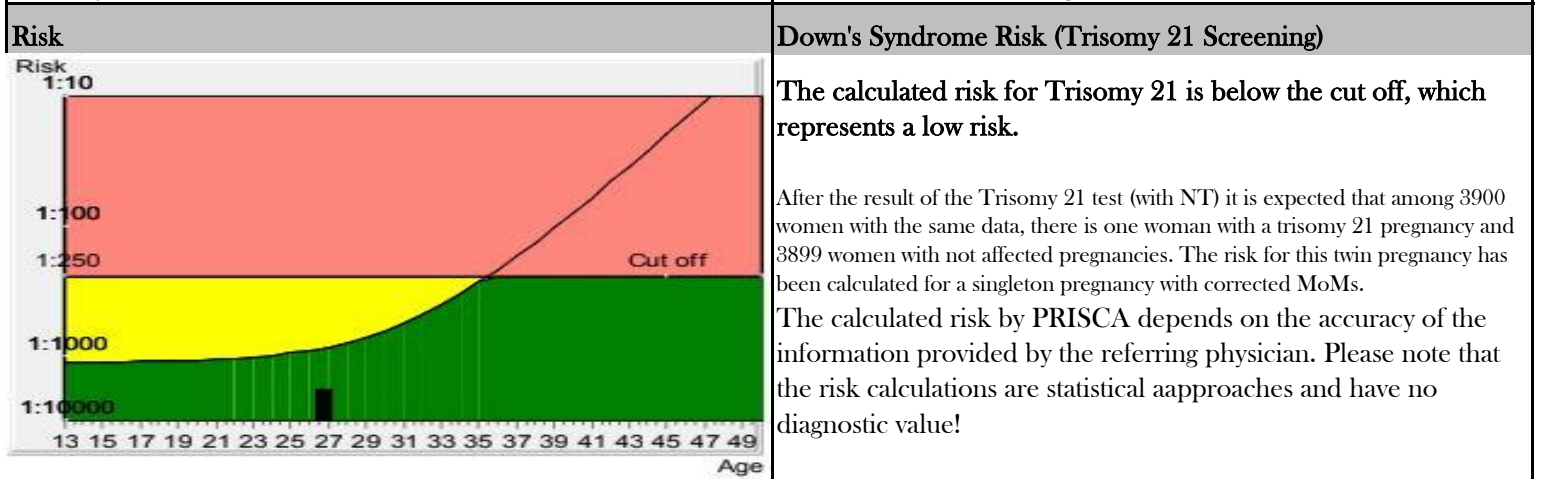 Risk
Risk
1:10
1:100
1:250
Cut off
1:1000
1:10000
13 15 17 19 21 23 25 27 29 31 33 35 37 39 41 43 45 47 49
Age
Down's Syndrome Risk (Trisomy 21 Screening)
The calculated risk for Trisomy 21 is below the cut off, which
represents a low risk.
After the result of the Trisomy 21 test (with NT) it is expected that among 3900
women with the same data, there is one woman with a trisomy 21 pregnancy and
3899 women with not affected pregnancies. The risk for this twin pregnancy has
been calculated for a singleton pregnancy with corrected MoMs.
The calculated risk by PRISCA depends on the accuracy of the
information provided by the referring physician. Please note that
the risk calculations are statistical aapproaches and have no
diagnostic value!